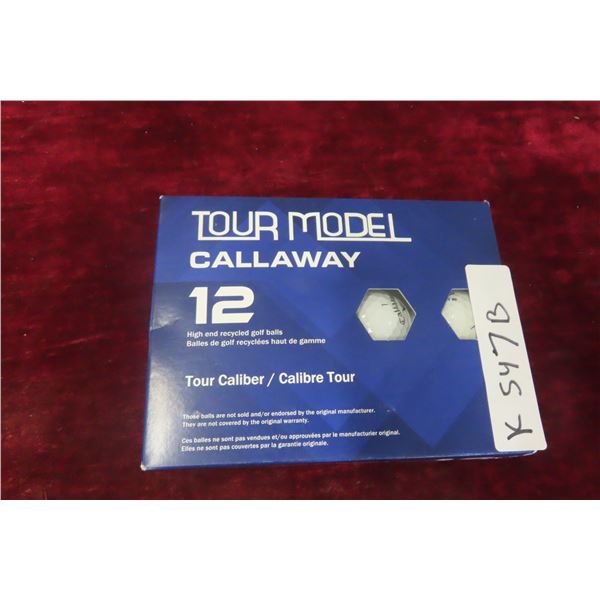 TOUR MODEL
CALLAWAY
12
High end recycled golf balls
Balles de golf recyclées haut de gamme
Tour Caliber / Calibre Tour
Those balls are not sold and/or endorsed by the original manufacturer.
They are not covered by the original warranty.
Ces balles ne sont pas vendues et/ou approuvées par le manufacturier original.
Elles ne sont pas couvertes par la garantie originale.
K 547B